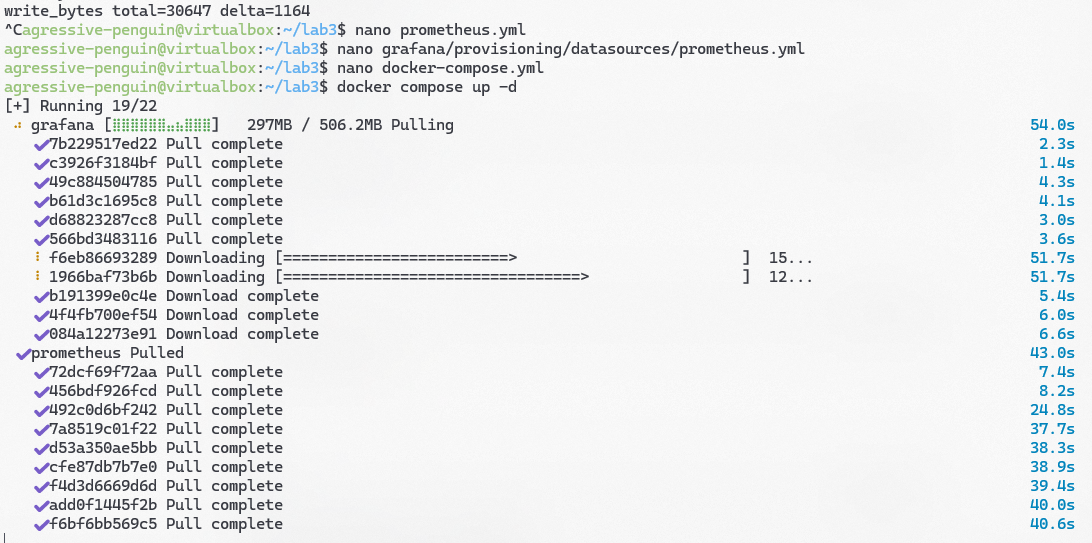 write_bytes total=30647 delta=1164
^Cagressive-penguin@virtualbox:~/lab3$ nano prometheus.yml
agressive-penguin@virtualbox:~/lab3$ nano grafana/provisioning/datasources/prometheus.yml
agressive-penguin@virtualbox:~/lab3$ nano docker-compose.yml
agressive-penguin@virtualbox:~/lab3$ docker compose up -d
[+] Running 19/22
⠴ grafana [⣿⣿⣿⣿⣿⣿⣤⣦⣿⣿⣿] 297MB / 506.2MB Pulling 54.0s
✔7b229517ed22 Pull complete 2.3s
✔c3926f3184bf Pull complete 1.4s
✔49c884504785 Pull complete 4.3s
✔b61d3c1695c8 Pull complete 4.1s
✔d68823287cc8 Pull complete 3.0s
✔566bd3483116 Pull complete 3.6s
⠸ f6eb86693289 Downloading [=========================> ] 15... 51.7s
⠸ 1966baf73b6b Downloading [=================================> ] 12... 51.7s
✔b191399e0c4e Download complete 5.4s
✔4f4fb700ef54 Download complete 6.0s
✔084a12273e91 Download complete 6.6s
✔prometheus Pulled 43.0s
✔72dcf69f72aa Pull complete 7.4s
✔456bdf926fcd Pull complete 8.2s
✔492c0d6bf242 Pull complete 24.8s
✔7a8519c01f22 Pull complete 37.7s
✔d53a350ae5bb Pull complete 38.3s
✔cfe87db7b7e0 Pull complete 38.9s
✔f4d3d6669d6d Pull complete 39.4s
✔add0f1445f2b Pull complete 40.0s
✔f6bf6bb569c5 Pull complete 40.6s